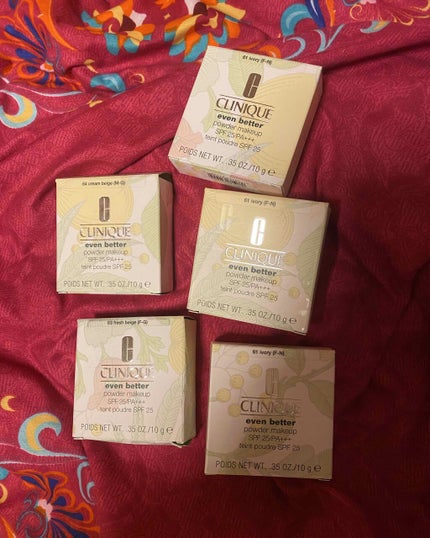 61 ivory (F-N)
C
CLINIQUE
even better
powder makeup
SPF 25/PA+++
teint poudre SPF 25
POIDS NET WT. .35 OZ/10 g e
64 cream beige (M-G)
C
CLINIQUE
even better
powder makeup
SPF 25/PA+++
teint poudre SPF 25
POIDS NET WT. .35 OZ/10 g e
61 ivory (F-N)
C
CLINIQUE
even better
powder makeup
SPF 25/PA+++
teint poudre SPF 25
POIDS NET WT. .35 OZ/10 g e
fresh beige (F-G)
C
CLINIQUE
even better
powder makeup
SPF 25/PA+++
teint poudre SPF 25
POIDS NET WT. .35 OZ/10 g e
ivory (F-N)
C
CLINIQUE
even better
powder makeup
SPF 25/PA+++
teint poudre SPF 25
POIDS NET WT. .35 OZ/10 g e